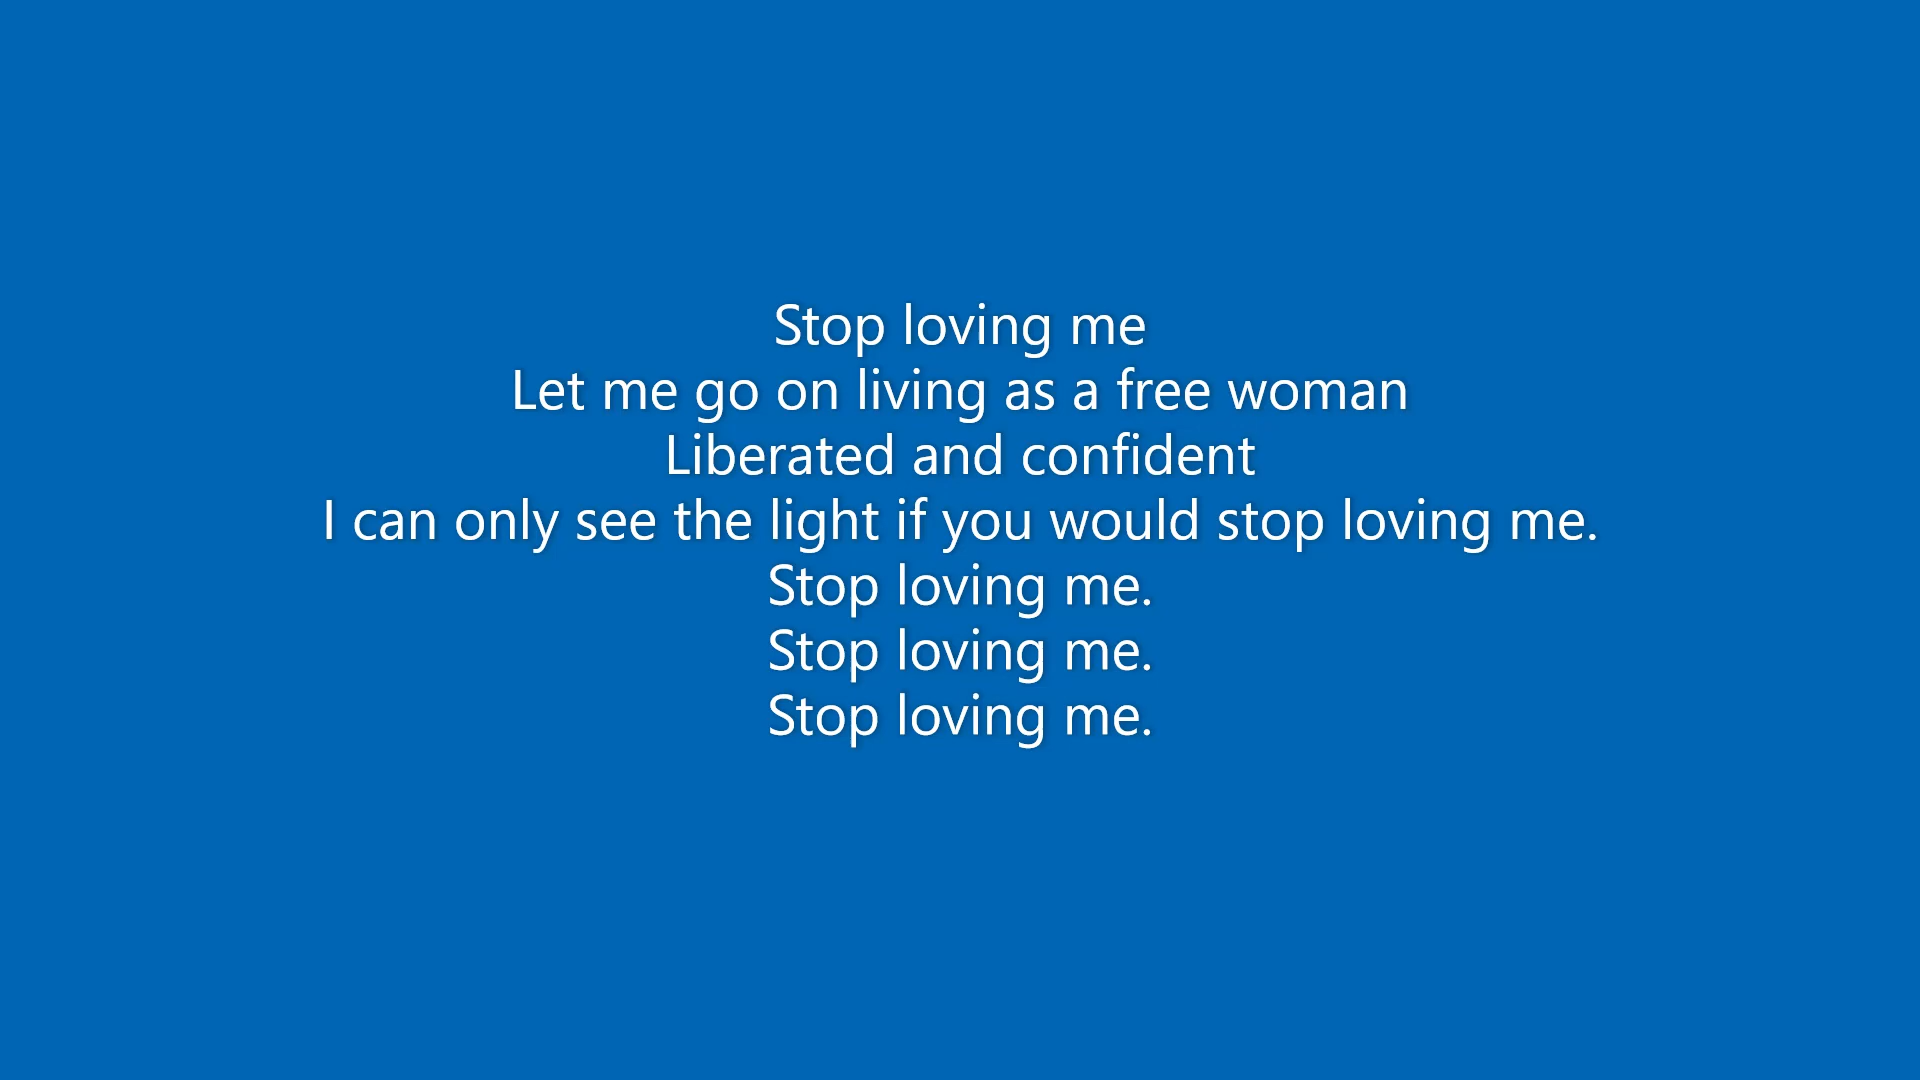 Stop loving me
Let me go on living as a free woman
Liberated and confident
I can only see the light if you would stop loving me.
Stop loving me.
Stop loving me.
Stop loving me.